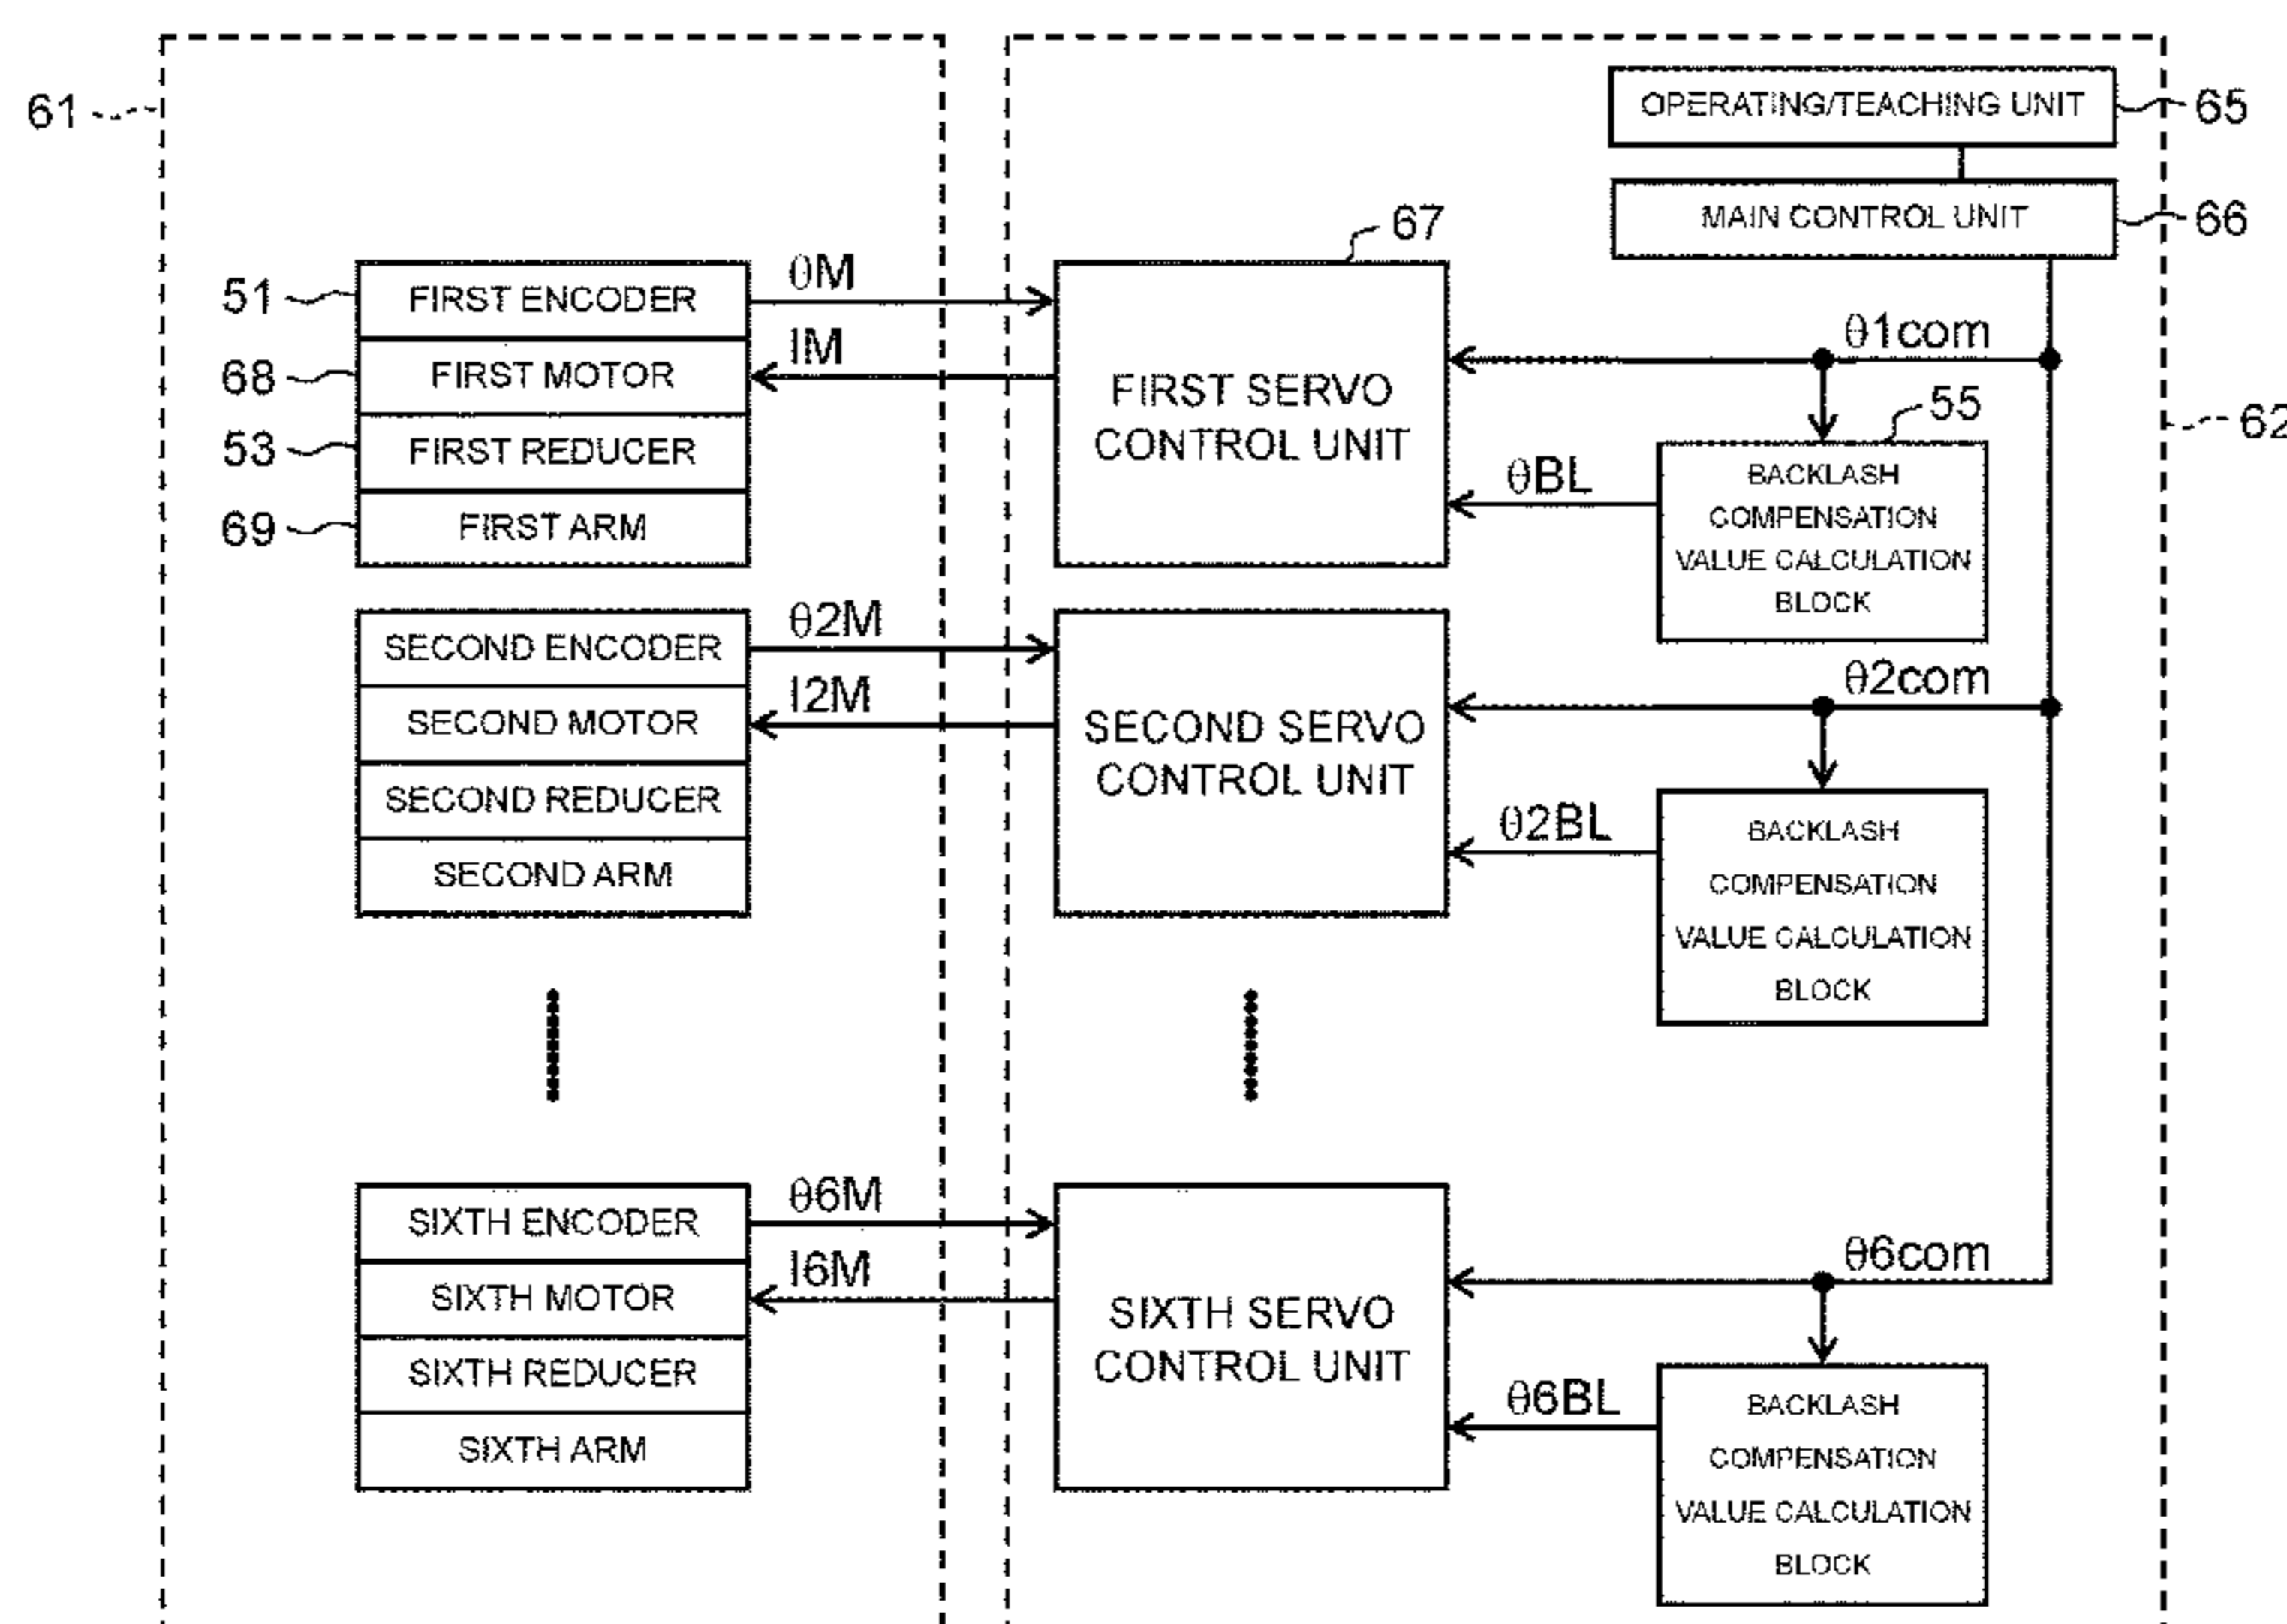 61
OPERATING/TEACHING UNIT
65
MAIN CONTROL UNIT
66
67
51
FIRST ENCODER
θM
68
FIRST MOTOR
IM
53
FIRST REDUCER
69
FIRST ARM
FIRST SERVO
CONTROL UNIT
θ1com
55
62
θBL
BACKLASH
COMPENSATION
VALUE CALCULATION
BLOCK
SECOND ENCODER
θ2M
SECOND MOTOR
I2M
SECOND REDUCER
SECOND ARM
SECOND SERVO
CONTROL UNIT
θ2com
θ2BL
BACKLASH
COMPENSATION
VALUE CALCULATION
BLOCK
SIXTH ENCODER
θ6M
SIXTH MOTOR
I6M
SIXTH REDUCER
SIXTH ARM
SIXTH SERVO
CONTROL UNIT
θ6com
θ6BL
BACKLASH
COMPENSATION
VALUE CALCULATION
BLOCK